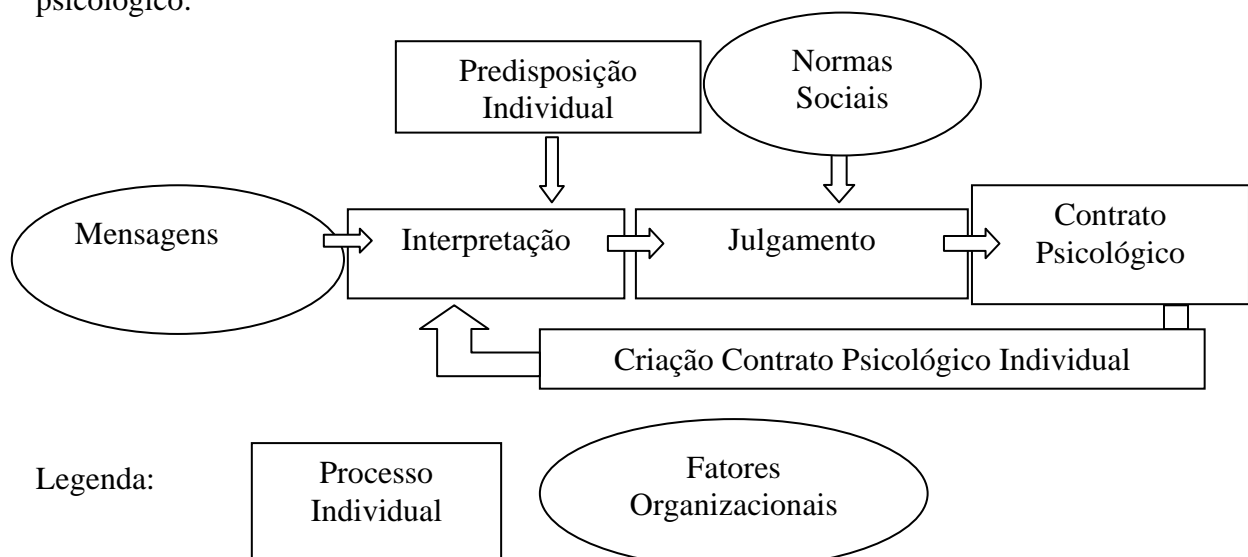 psicológico.
Predisposição
Individual
Normas
Sociais
Mensagens
Interpretação
Julgamento
Contrato
Psicológico
Criação Contrato Psicológico Individual
Legenda:
Processo
Individual
Fatores
Organizacionais